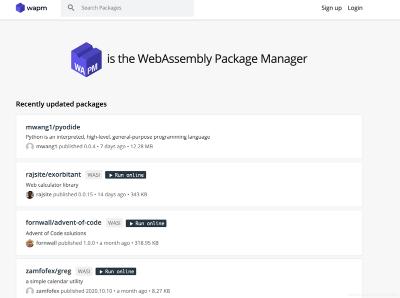 wapm
Search Packages
Sign up Login
WA PM is the WebAssembly Package Manager
Recently updated packages
mwang1/pyodide
Python is an interpreted, high-level, general-purpose programming language
mwang1 published 0.0.4 • 7 days ago • 12.28 MB
rajsite/exorbitant WASI ▶ Run online
Web calculator library
rajsite published 0.0.15 • 14 days ago • 343 KB
fornwall/advent-of-code WASI ▶ Run online
Advent of Code solutions
fornwall published 1.0.0 • a month ago • 318.95 KB
zamfofex/greg WASI ▶ Run online
a simple calendar utility
zamfofex published 2020.10.10 • a month ago • 8.27 KB